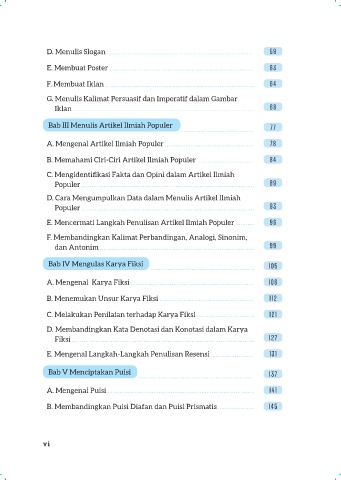 D. Menulis Slogan 59
E. Membuat Poster 63
F. Membuat Iklan 64
G. Menulis Kalimat Persuasif dan Imperatif dalam Gambar
Iklan 68
Bab III Menulis Artikel Ilmiah Populer 77
A. Mengenal Artikel Ilmiah Populer 78
B. Memahami Ciri-Ciri Artikel Ilmiah Populer 84
C. Mengidentifikasi Fakta dan Opini dalam Artikel Ilmiah
Populer 89
D. Cara Mengumpulkan Data dalam Menulis Artikel Ilmiah
Populer 93
E. Mencermati Langkah Penulisan Artikel Ilmiah Populer 96
F. Membandingkan Kalimat Perbandingan, Analogi, Sinonim,
dan Antonim 99
Bab IV Mengulas Karya Fiksi 105
A. Mengenal Karya Fiksi 108
B. Menemukan Unsur Karya Fiksi 112
C. Melakukan Penilaian terhadap Karya Fiksi 121
D. Membandingkan Kata Denotasi dan Konotasi dalam Karya
Fiksi 127
E. Mengenal Langkah-Langkah Penulisan Resensi 131
Bab V Menciptakan Puisi 137
A. Mengenal Puisi 141
B. Membandingkan Puisi Diafan dan Puisi Prismatis 145
vi